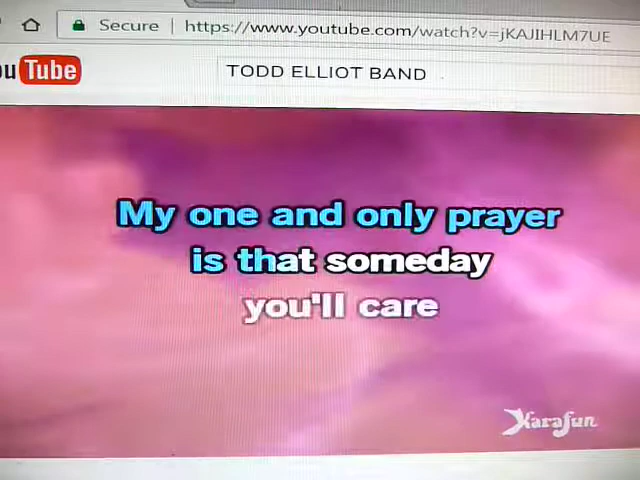 Secure | https://www.youtube.com/watch?v=jKAJIHLM7UE
uTube TODD ELLIOT BAND
My one and only prayer
is that someday
you'll care
KaraFun